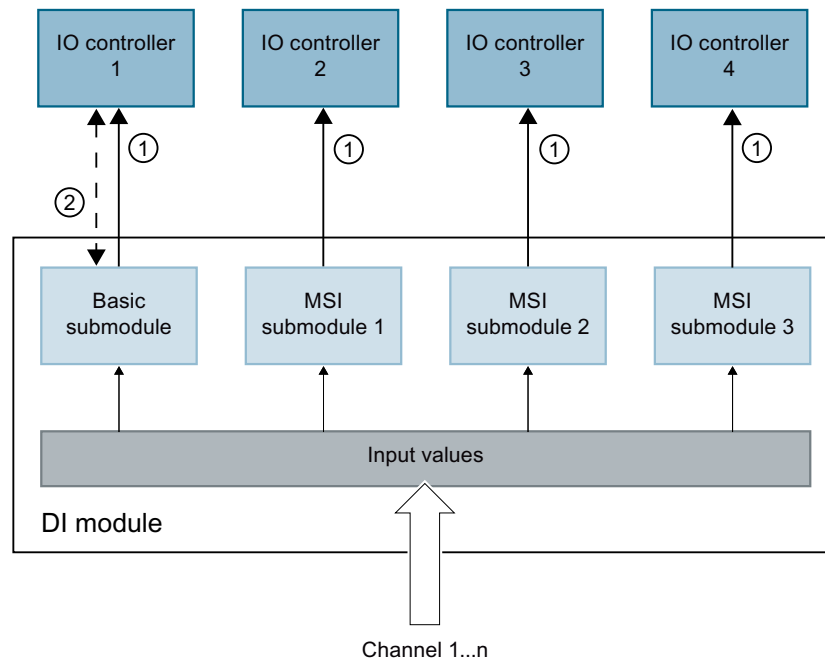 IO controller
1
IO controller
2
IO controller
3
IO controller
4
1
1
1
1
2
Basic
submodule
MSI
submodule 1
MSI
submodule 2
MSI
submodule 3
Input values
DI module
Channel 1...n